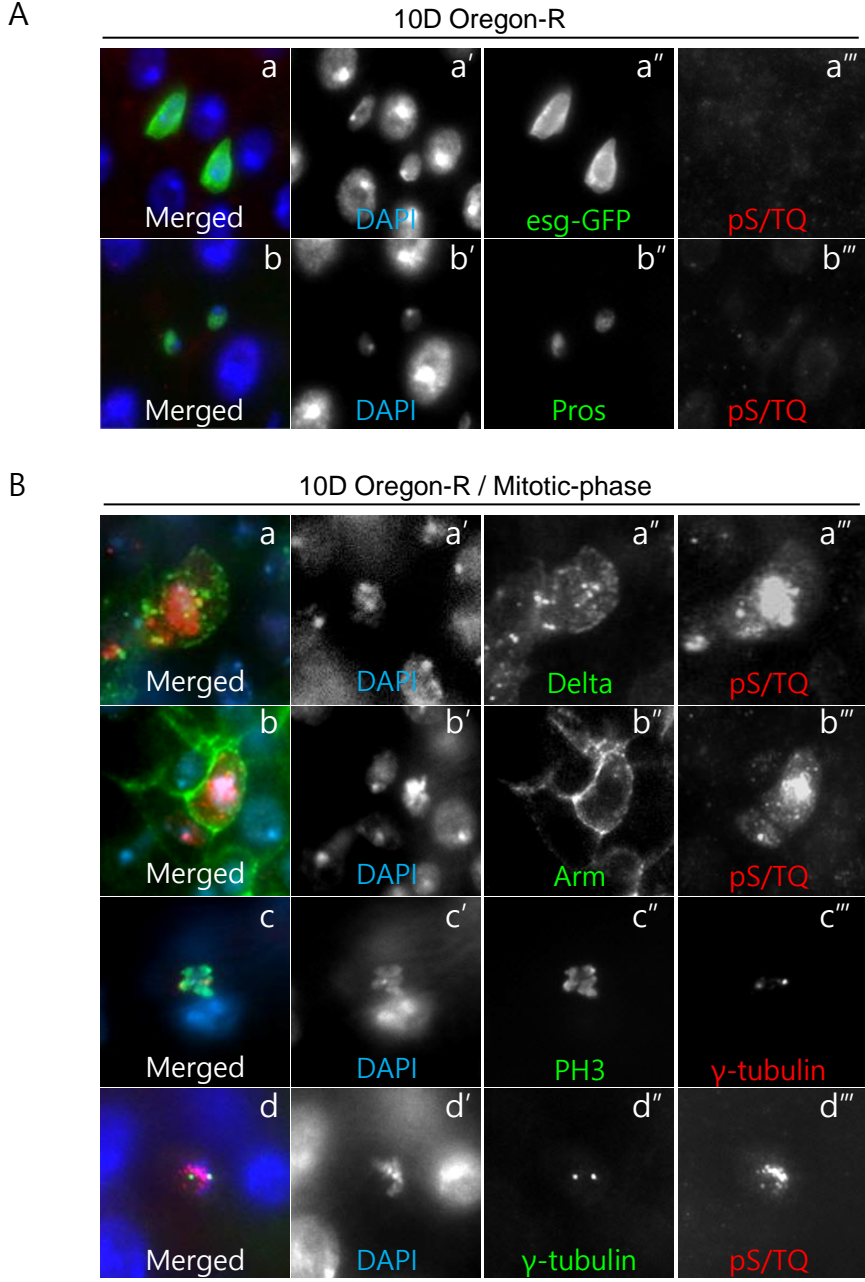 A
10D Oregon-R
a a′ a″ a‴
Merged DAPI esg-GFP pS/TQ
b b′ b″ b‴
Merged DAPI Pros pS/TQ
B
10D Oregon-R / Mitotic-phase
a a′ a″ a‴
Merged DAPI Delta pS/TQ
b b′ b″ b‴
Merged DAPI Arm pS/TQ
c c′ c″ c‴
Merged DAPI PH3 γ-tubulin
d d′ d″ d‴
Merged DAPI γ-tubulin pS/TQ